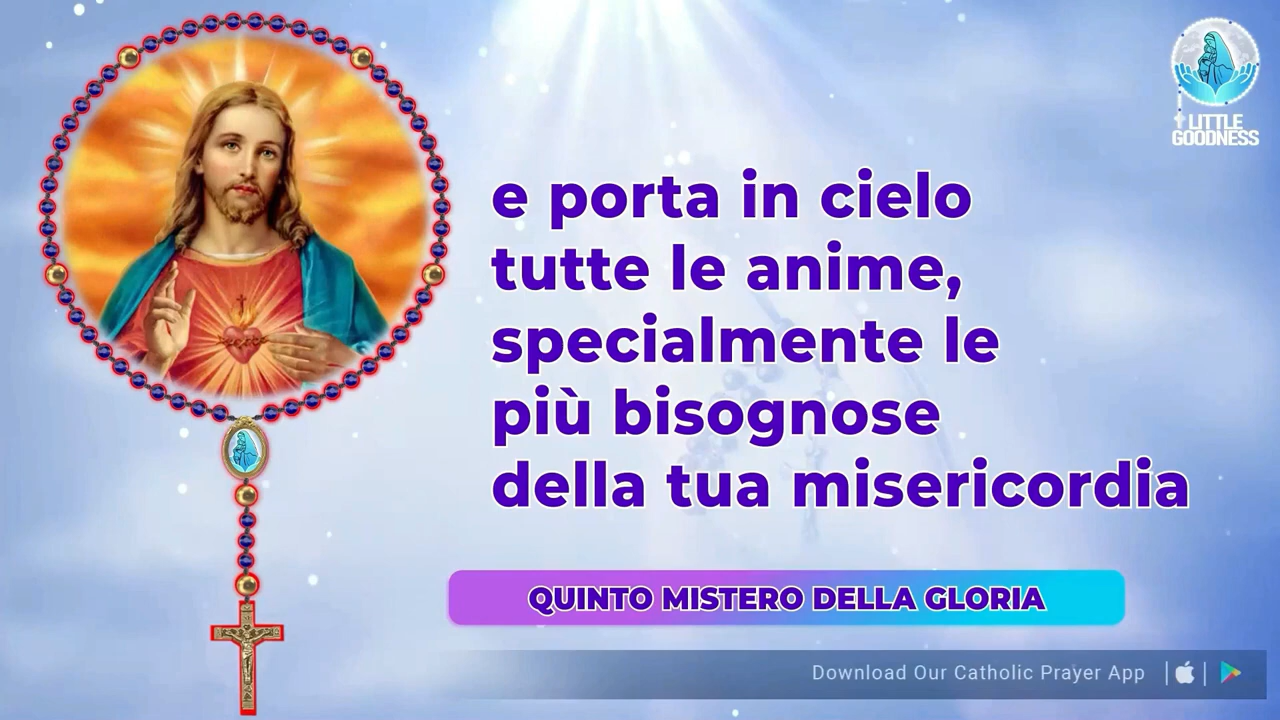 LITTLE
GOODNESS
e porta in cielo
tutte le anime,
specialmente le
più bisognose
della tua misericordia
QUINTO MISTERO DELLA GLORIA
Download Our Catholic Prayer App